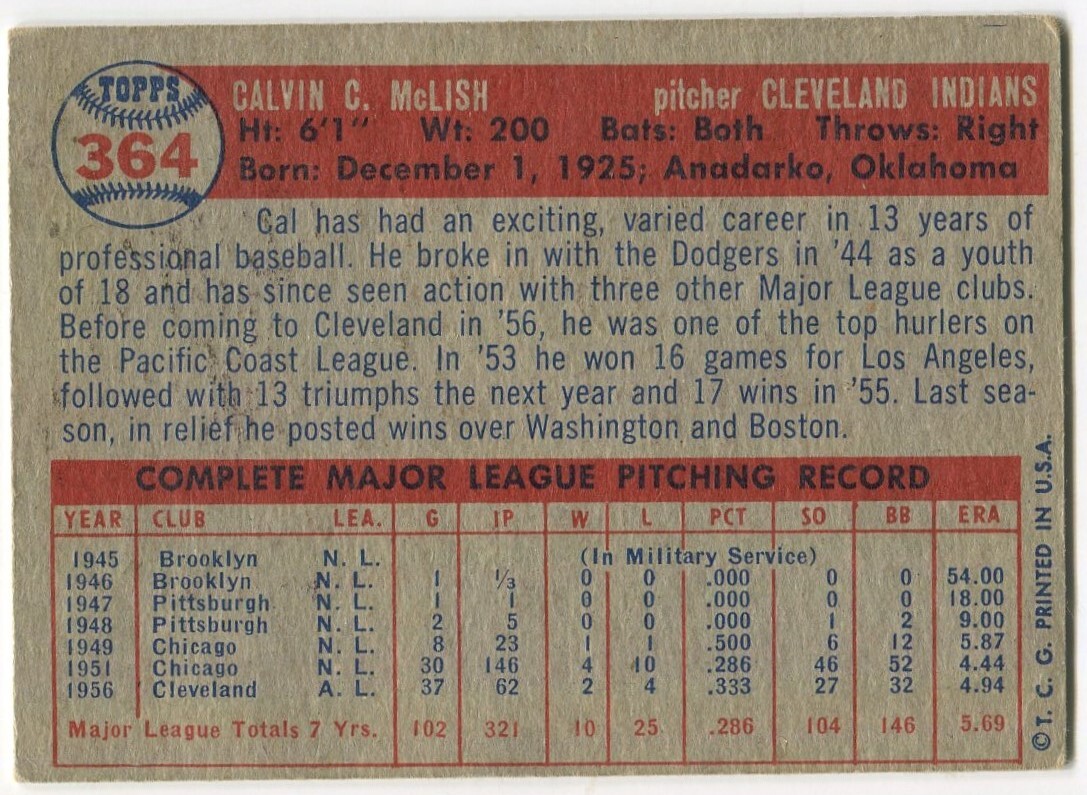 TOPPS
364
CALVIN C. McLISH pitcher CLEVELAND INDIANS
Ht: 6'1" Wt: 200 Bats: Both Throws: Right
Born: December 1, 1925; Anadarko, Oklahoma
Cal has had an exciting, varied career in 13 years of
professional baseball. He broke in with the Dodgers in '44 as a youth
of 18 and has since seen action with three other Major League clubs.
Before coming to Cleveland in '56, he was one of the top hurlers on
the Pacific Coast League. In '53 he won 16 games for Los Angeles,
followed with 13 triumphs the next year and 17 wins in '55. Last sea-
son, in relief he posted wins over Washington and Boston.
COMPLETE MAJOR LEAGUE PITCHING RECORD
YEAR CLUB LEA. G IP W L PCT SO BB ERA
1945 Brooklyn N. L. (In Military Service)
1946 Brooklyn N. L. 1 1/3 0 0 .000 0 0 54.00
1947 Pittsburgh N. L. 1 1 0 0 .000 0 0 18.00
1948 Pittsburgh N. L. 2 5 0 0 .000 1 2 9.00
1949 Chicago N. L. 8 23 1 1 .500 6 12 5.87
1951 Chicago N. L. 30 146 4 10 .286 46 52 4.44
1956 Cleveland A. L. 37 62 2 4 .333 27 32 4.94
Major League Totals 7 Yrs. 102 321 10 25 .286 104 146 5.69
© T. C. G. PRINTED IN U.S.A.